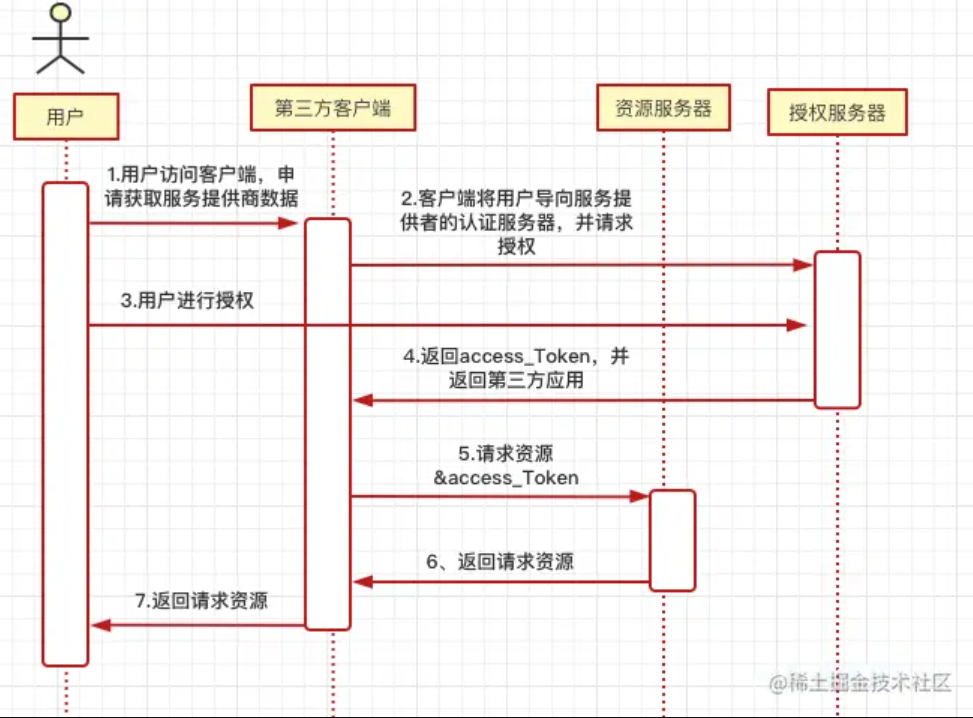 用户
第三方客户端
资源服务器
授权服务器
1.用户访问客户端，申
请获取服务提供商数据
2.客户端将用户导向服务提
供者的认证服务器，并请求
授权
3.用户进行授权
4.返回access_Token，并
返回第三方应用
5.请求资源
&access_Token
6、返回请求资源
7.返回请求资源
@稀土掘金技术社区